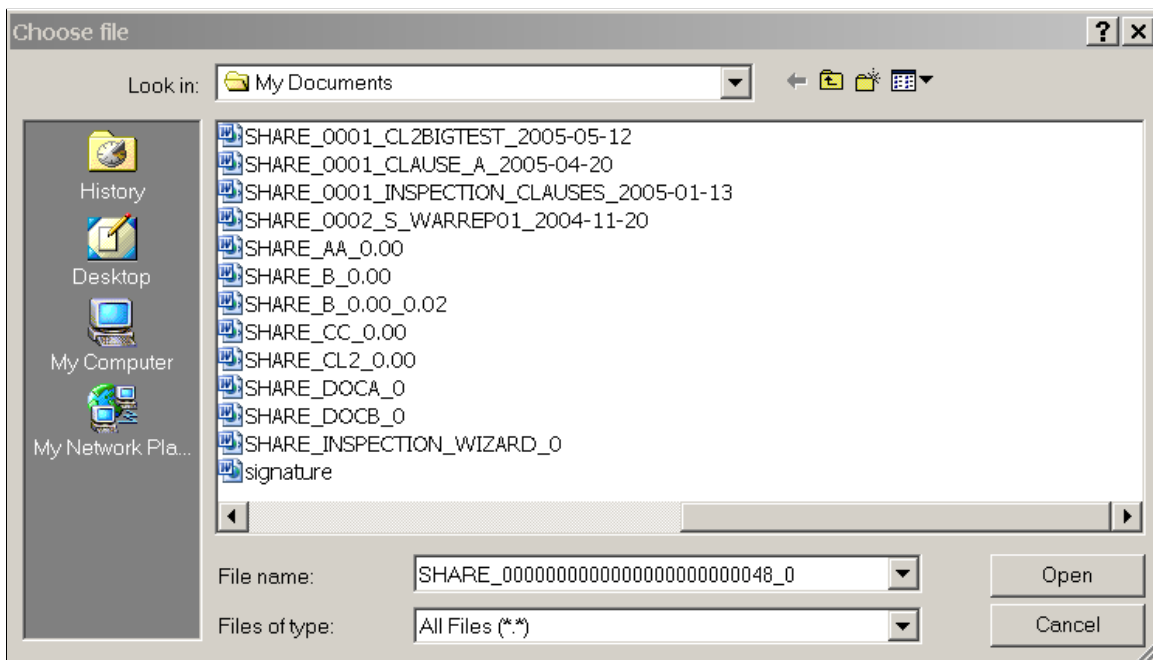 Choose file
Look in: My Documents
History
Desktop
My Computer
My Network Pla...
SHARE_0001_CL2BIGTEST_2005-05-12
SHARE_0001_CLAUSE_A_2005-04-20
SHARE_0001_INSPECTION_CLAUSES_2005-01-13
SHARE_0002_S_WARREP01_2004-11-20
SHARE_AA_0.00
SHARE_B_0.00
SHARE_B_0.00_0.02
SHARE_CC_0.00
SHARE_CL2_0.00
SHARE_DOCA_0
SHARE_DOCB_0
SHARE_INSPECTION_WIZARD_0
signature
File name: SHARE_0000000000000000000000048_0 Open
Files of type: All Files (*.*) Cancel